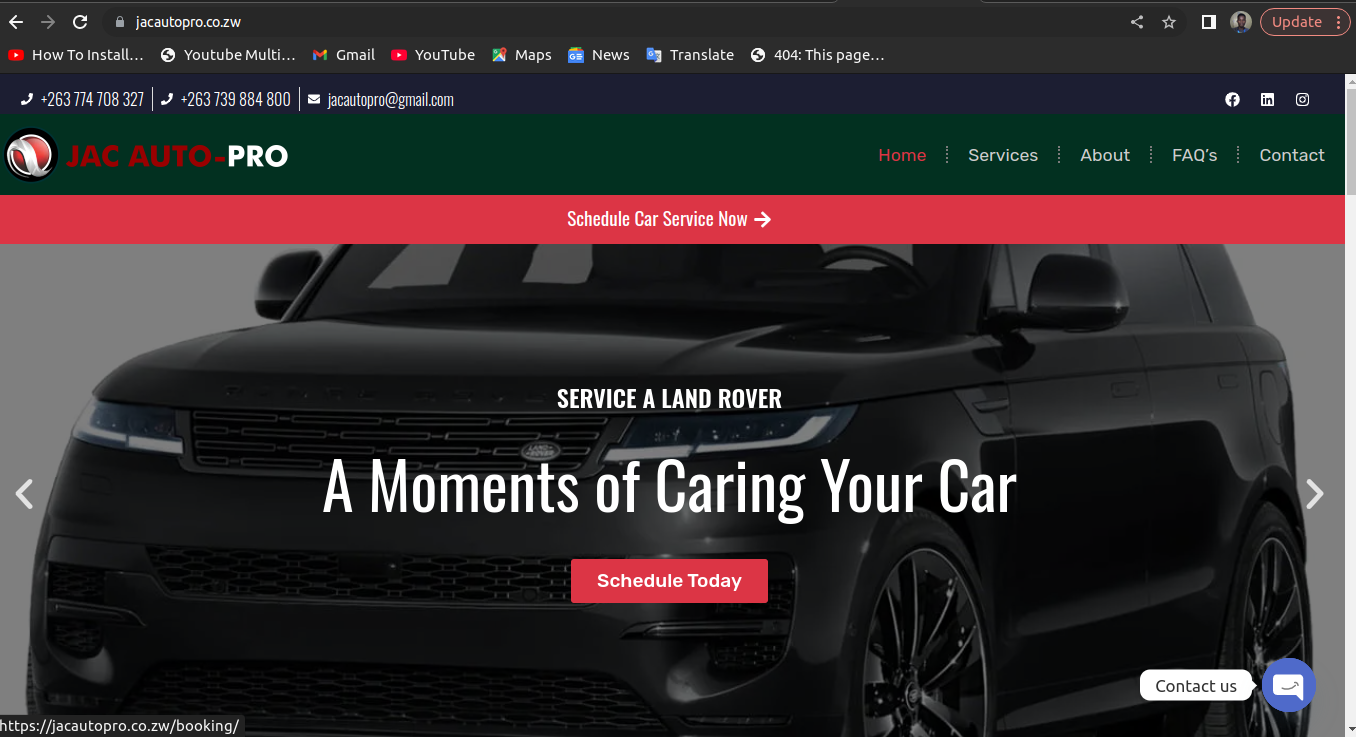 jacautopro.co.zw
Update
How To Install…
Youtube Multi…
Gmail
YouTube
Maps
News
Translate
404: This page…
+263 774 708 327
+263 739 884 800
jacautopro@gmail.com
JAC AUTO-PRO
Home
Services
About
FAQ's
Contact
Schedule Car Service Now
SERVICE A LAND ROVER
A Moments of Caring Your Car
Schedule Today
Contact us
https://jacautopro.co.zw/booking/